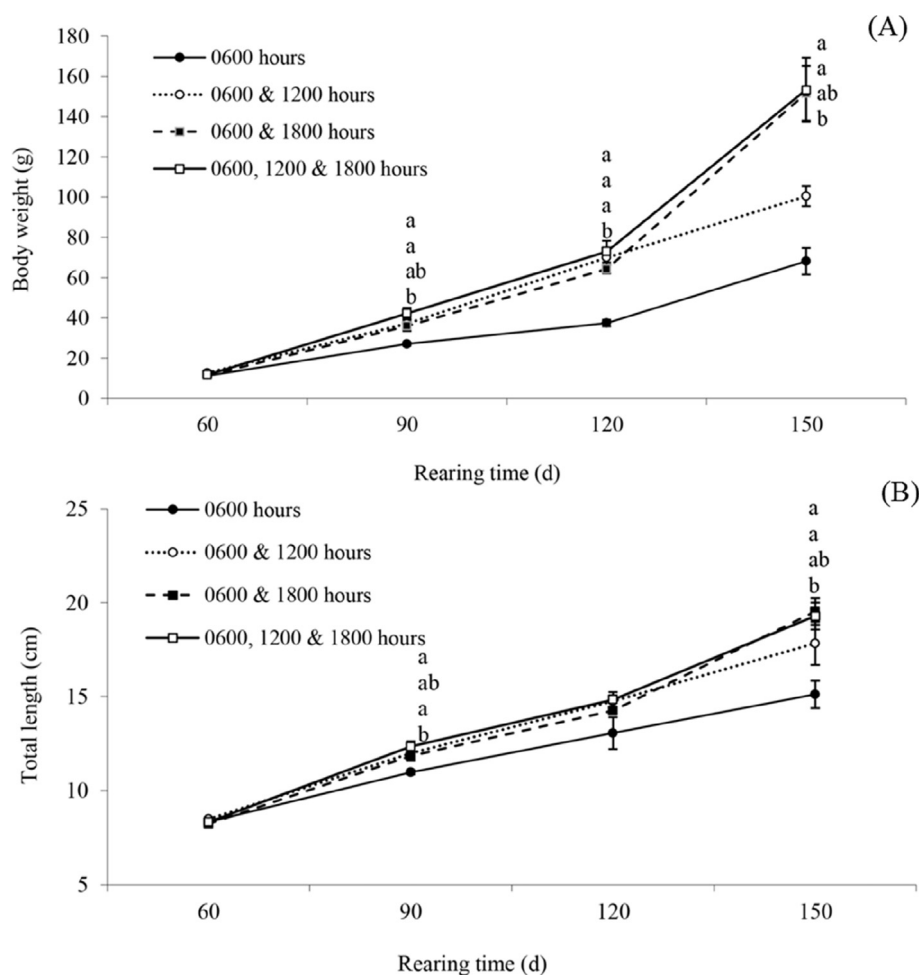 (A)
180
160
140
120
100
80
60
40
20
0
Body weight (g)
0600 hours
0600 & 1200 hours
0600 & 1800 hours
0600, 1200 & 1800 hours
a
a
ab
b
a
a
a
b
a
a
ab
b
60 90 120 150
Rearing time (d)
(B)
25
20
15
10
5
Total length (cm)
0600 hours
0600 & 1200 hours
0600 & 1800 hours
0600, 1200 & 1800 hours
a
ab
a
b
a
a
ab
b
60 90 120 150
Rearing time (d)